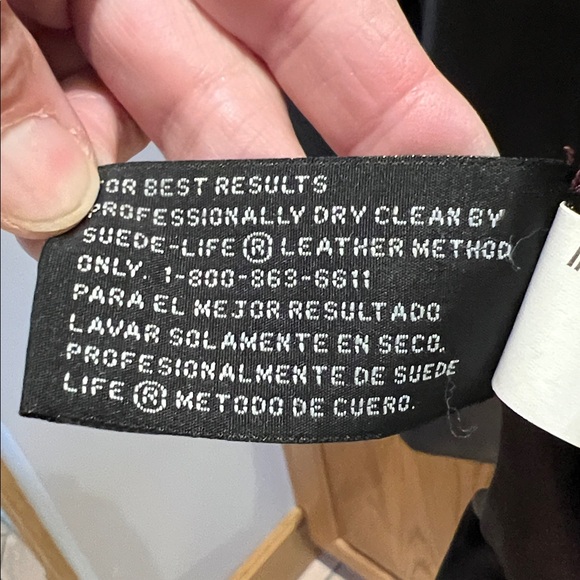 FOR BEST RESULTS
PROFESSIONALLY DRY CLEAN BY
SUEDE-LIFE® LEATHER METHOD
ONLY. 1-800-863-6611
PARA EL MEJOR RESULTADO
LAVAR SOLAMENTE EN SECO.
PROFESIONALMENTE DE SUEDE
LIFE ® METODO DE CUERO.